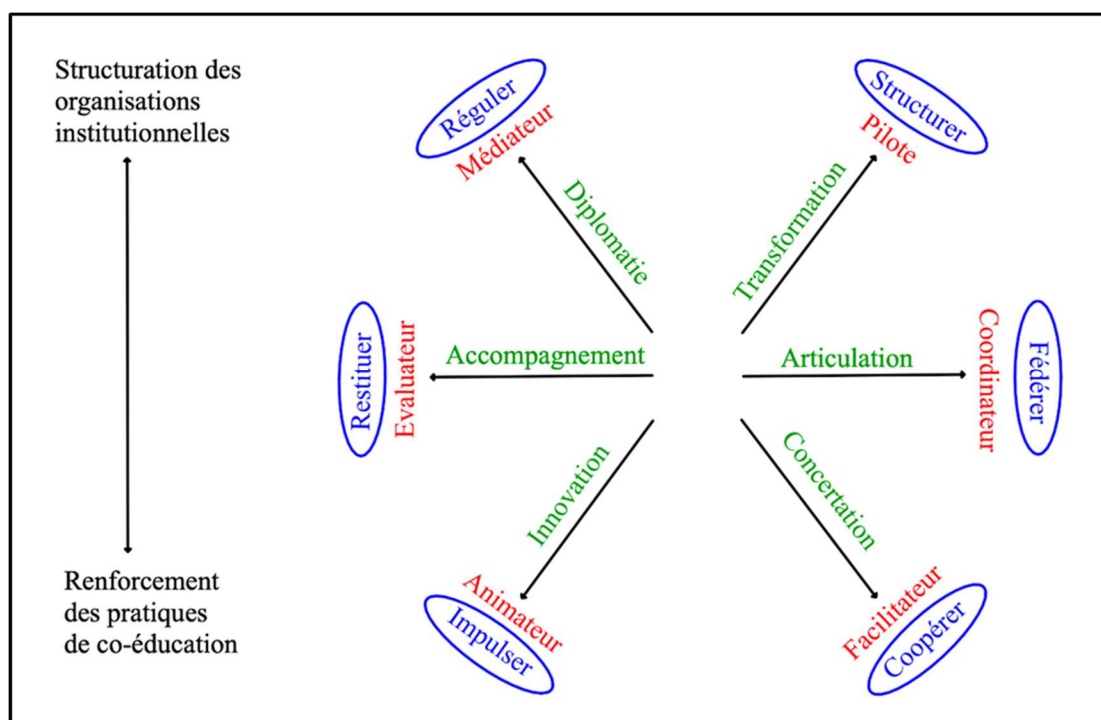 Structuration des
organisations
institutionnelles
Renforcement
des pratiques
de co-éducation
Réguler
Médiateur
Diplomatie
Structurer
Pilote
Transformation
Restituer
Evaluateur
Accompagnement
Articulation
Coordinateur
Fédérer
Innovation
Animateur
Impulser
Concertation
Facilitateur
Coopérer